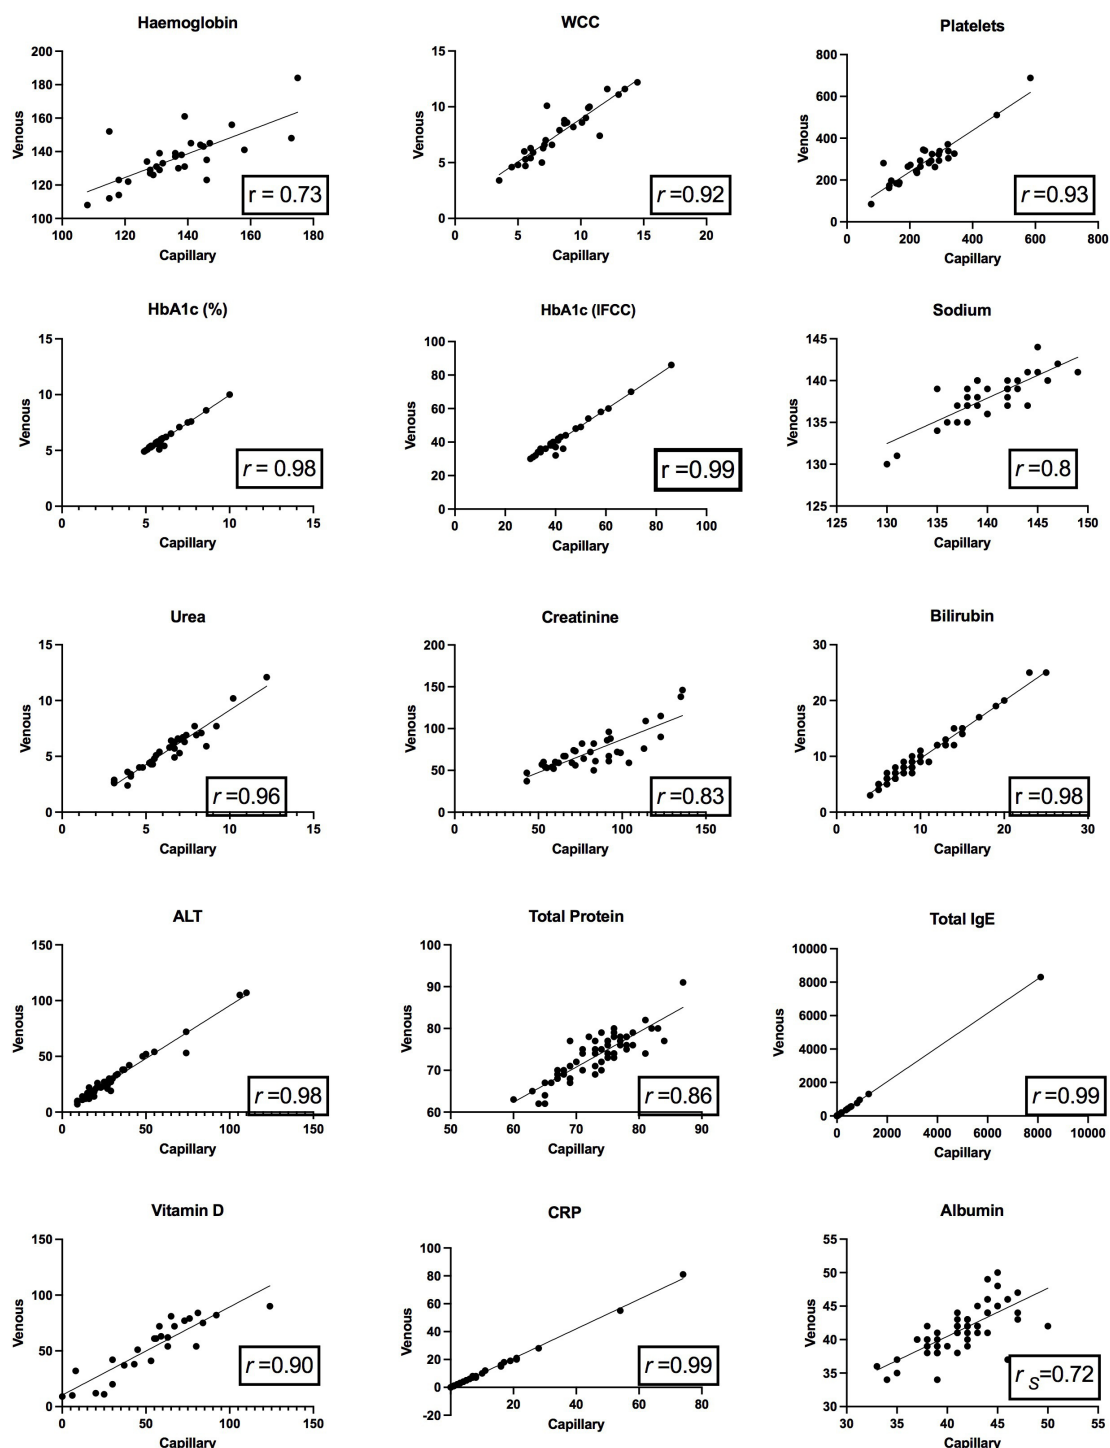 Haemoglobin
Venous
200
180
160
140
120
100
100 120 140 160 180
Capillary
r = 0.73
WCC
Venous
15
10
5
0
0 5 10 15 20
Capillary
r =0.92
Platelets
Venous
800
600
400
200
0
0 200 400 600 800
Capillary
r =0.93
HbA1c (%)
Venous
15
10
5
0
0 5 10 15
Capillary
r = 0.98
HbA1c (IFCC)
Venous
100
80
60
40
20
0
0 20 40 60 80 100
Capillary
r =0.99
Sodium
Venous
145
140
135
130
125
125 130 135 140 145 150
Capillary
r =0.8
Urea
Venous
15
10
5
0
0 5 10 15
Capillary
r =0.96
Creatinine
Venous
200
150
100
50
0
0 50 100 150
Capillary
r =0.83
Bilirubin
Venous
30
20
10
0
0 10 20 30
Capillary
r =0.98
ALT
Venous
150
100
50
0
0 50 100 150
Capillary
r =0.98
Total Protein
Venous
100
90
80
70
60
50 60 70 80 90
Capillary
r =0.86
Total IgE
Venous
10000
8000
6000
4000
2000
0
0 2000 4000 6000 8000 10000
Capillary
r =0.99
Vitamin D
Venous
150
100
50
0
0 50 100 150
Capillary
r =0.90
CRP
Venous
100
80
60
40
20
0
-20
20 40 60 80
Capillary
r =0.99
Albumin
Venous
55
50
45
40
35
30
30 35 40 45 50 55
Capillary
r S=0.72